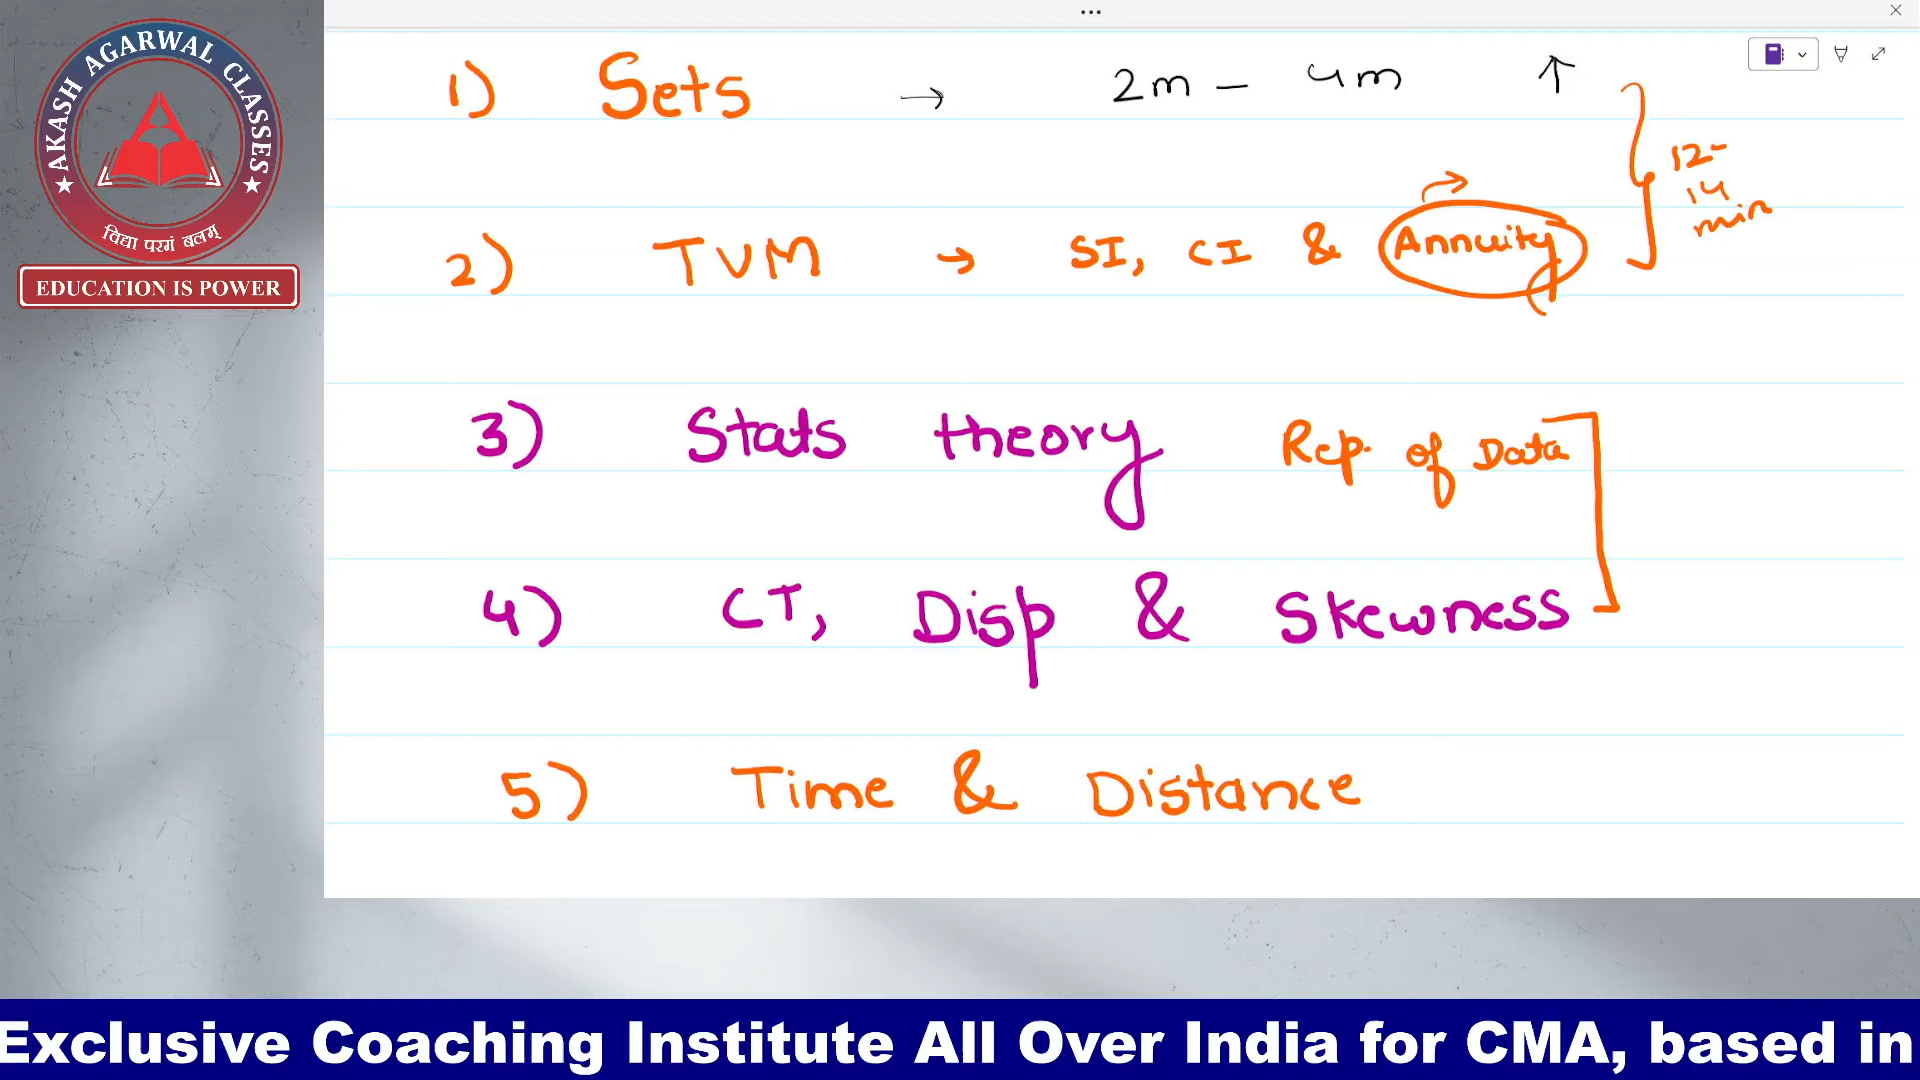 AKASH AGARWAL CLASSES
विद्या परमं बलम्
EDUCATION IS POWER
1) Sets → 2m - 4m ↑
12-
14
min
2) TVM → SI, CI & Annuity
3) Stats theory Rep. of Data
4) CT, Disp & Skewness
5) Time & Distance
Exclusive Coaching Institute All Over India for CMA, based in